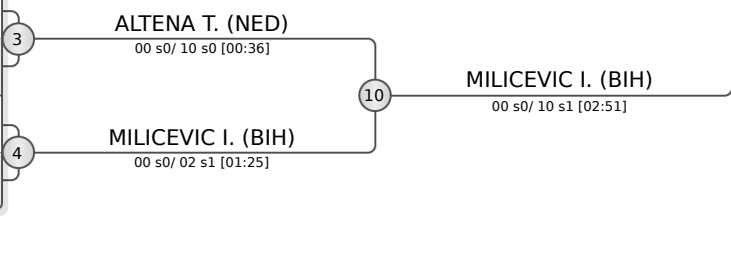 ALTENA T. (NED)
3
00 s0/ 10 s0 [00:36]
MILICEVIC I. (BIH)
10
00 s0/ 10 s1 [02:51]
MILICEVIC I. (BIH)
4
00 s0/ 02 s1 [01:25]